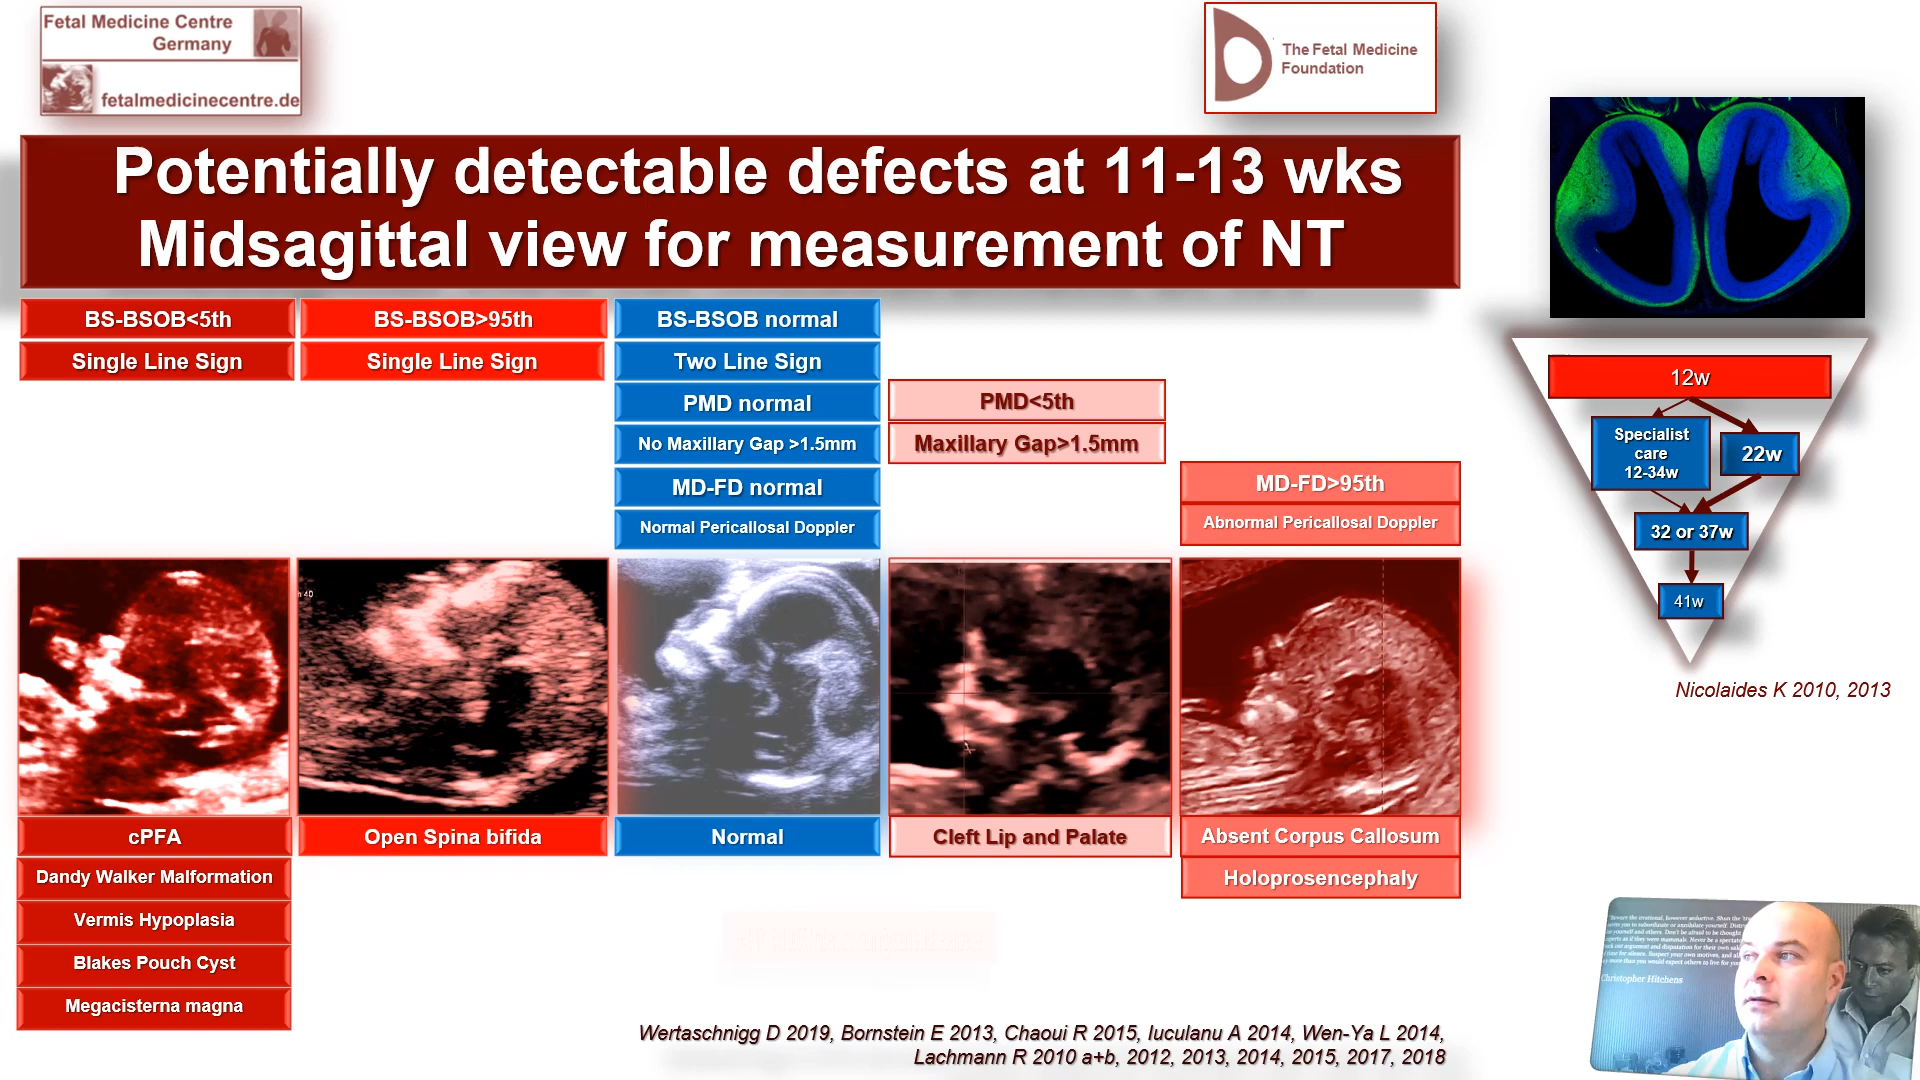 Fetal Medicine Centre
Germany
fetalmedicinecentre.de
The Fetal Medicine
Foundation
Potentially detectable defects at 11-13 wks
Midsagittal view for measurement of NT
BS-BSOB<5th
Single Line Sign
BS-BSOB>95th
Single Line Sign
BS-BSOB normal
Two Line Sign
PMD normal
No Maxillary Gap >1.5mm
MD-FD normal
Normal Pericallosal Doppler
PMD<5th
Maxillary Gap>1.5mm
MD-FD>95th
Abnormal Pericallosal Doppler
cPFA
Dandy Walker Malformation
Vermis Hypoplasia
Blakes Pouch Cyst
Megacisterna magna
Open Spina bifida
Normal
Cleft Lip and Palate
Absent Corpus Callosum
Holoprosencephaly
Wertaschnigg D 2019, Bornstein E 2013, Chaoui R 2015, Iuculanu A 2014, Wen-Ya L 2014,
Lachmann R 2010 a+b, 2012, 2013, 2014, 2015, 2017, 2018
12w
Specialist
care
12-34w
22w
32 or 37w
41w
Nicolaides K 2010, 2013
Christopher Hitchens